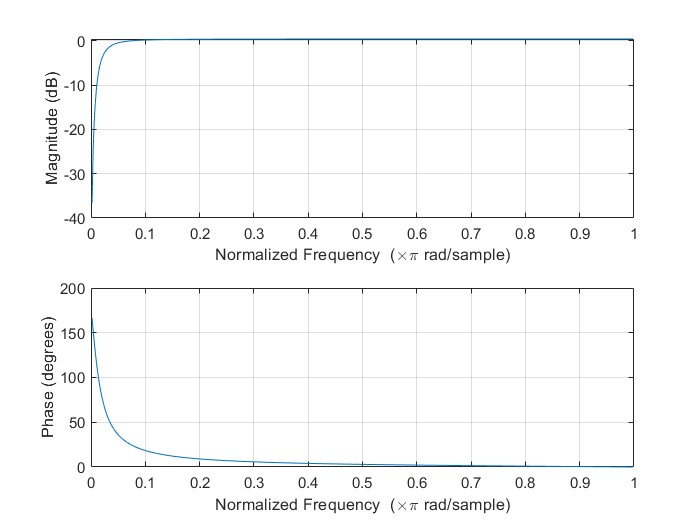 0
-10
-20
-30
-40
Magnitude (dB)
0 0.1 0.2 0.3 0.4 0.5 0.6 0.7 0.8 0.9 1
Normalized Frequency (×π rad/sample)
200
150
100
50
0
Phase (degrees)
0 0.1 0.2 0.3 0.4 0.5 0.6 0.7 0.8 0.9 1
Normalized Frequency (×π rad/sample)